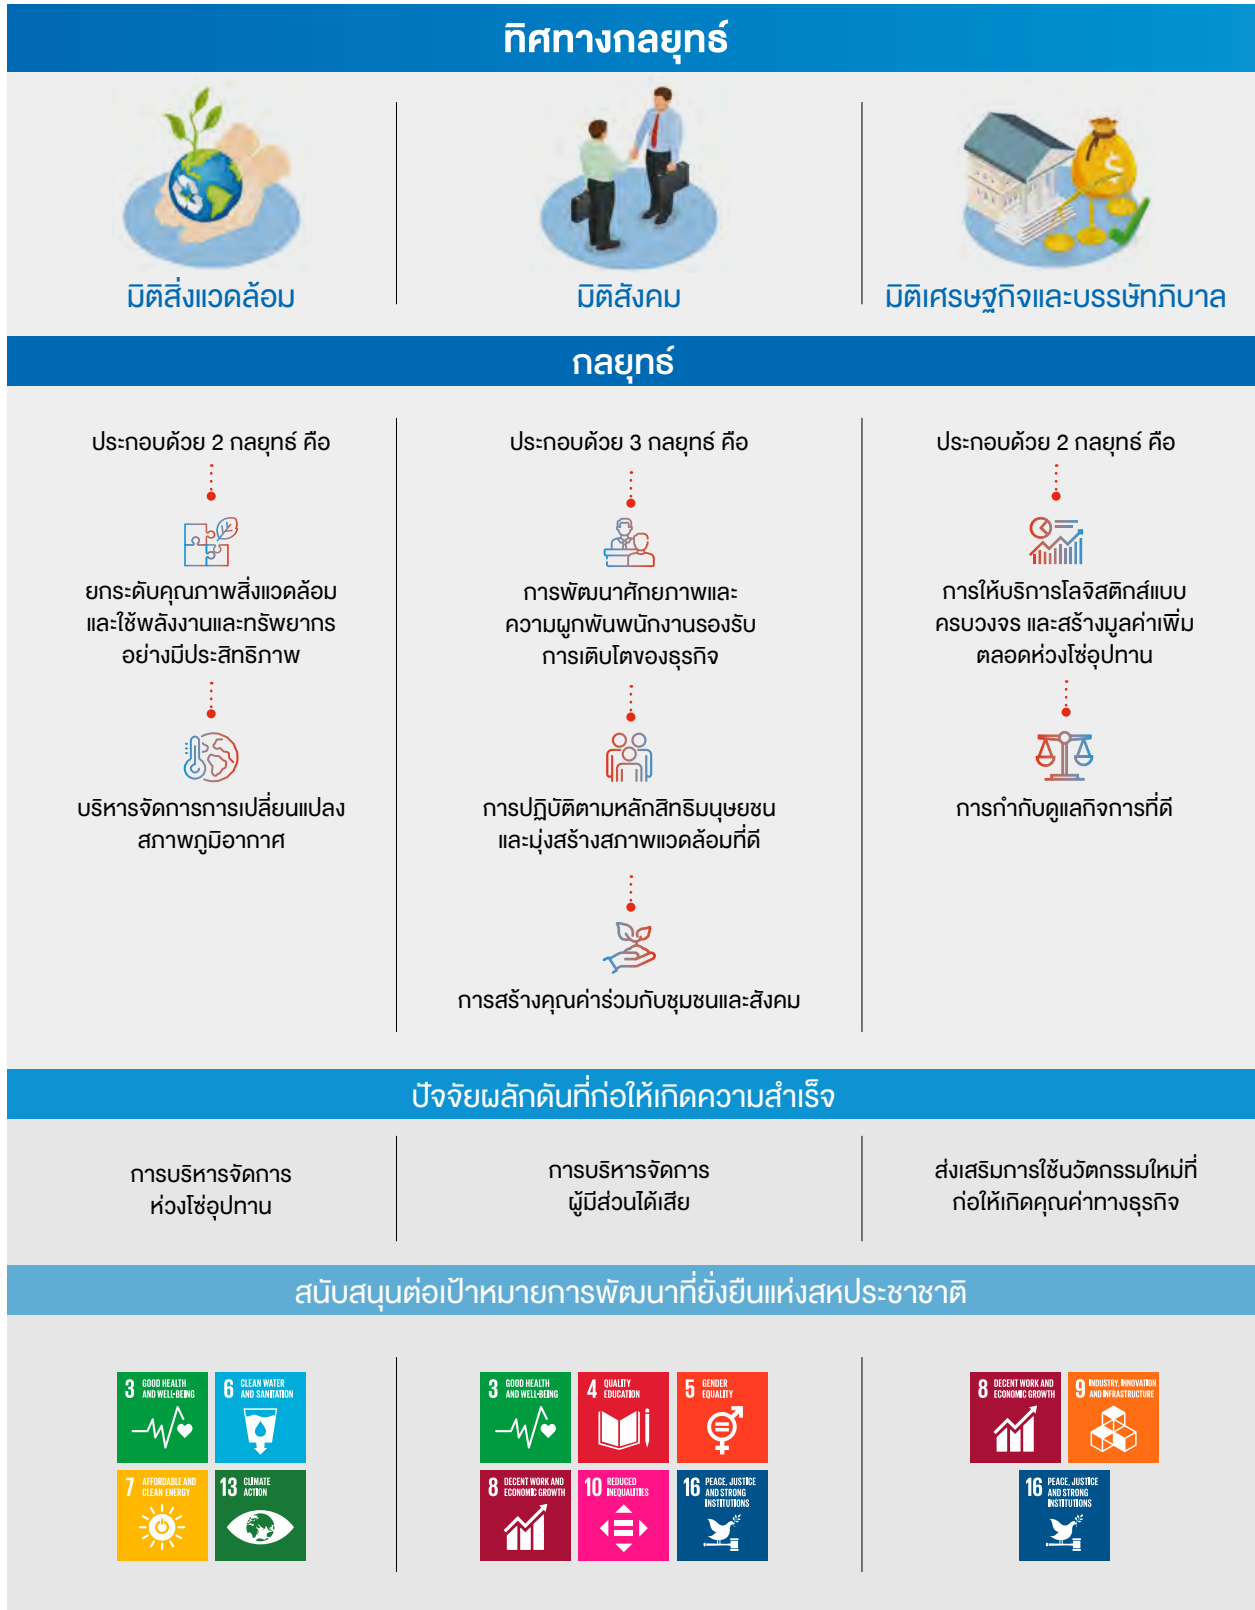 ทิศทางกลยุทธ์
มิติสิ่งแวดล้อม
มิติสังคม
มิติเศรษฐกิจและบรรษัทภิบาล
กลยุทธ์
ประกอบด้วย 2 กลยุทธ์ คือ
ยกระดับคุณภาพสิ่งแวดล้อม
และใช้พลังงานและทรัพยากร
อย่างมีประสิทธิภาพ
บริหารจัดการการเปลี่ยนแปลง
สภาพภูมิอากาศ
ประกอบด้วย 3 กลยุทธ์ คือ
การพัฒนาศักยภาพและ
ความผูกพันพนักงานรองรับ
การเติบโตของธุรกิจ
การปฏิบัติตามหลักสิทธิมนุษยชน
และมุ่งสร้างสภาพแวดล้อมที่ดี
การสร้างคุณค่าร่วมกับชุมชนและสังคม
ประกอบด้วย 2 กลยุทธ์ คือ
การให้บริการโลจิสติกส์แบบ
ครบวงจร และสร้างมูลค่าเพิ่ม
ตลอดห่วงโซ่อุปทาน
การกำกับดูแลกิจการที่ดี
ปัจจัยผลักดันที่ก่อให้เกิดความสำเร็จ
การบริหารจัดการ
ห่วงโซ่อุปทาน
การบริหารจัดการ
ผู้มีส่วนได้เสีย
ส่งเสริมการใช้นวัตกรรมใหม่ที่
ก่อให้เกิดคุณค่าทางธุรกิจ
สนับสนุนต่อเป้าหมายการพัฒนาที่ยั่งยืนแห่งสหประชาชาติ
3 GOOD HEALTH
AND WELL-BEING
6 CLEAN WATER
AND SANITATION
7 AFFORDABLE AND
CLEAN ENERGY
13 CLIMATE
ACTION
3 GOOD HEALTH
AND WELL-BEING
4 QUALITY
EDUCATION
5 GENDER
EQUALITY
8 DECENT WORK AND
ECONOMIC GROWTH
10 REDUCED
INEQUALITIES
16 PEACE, JUSTICE
AND STRONG
INSTITUTIONS
8 DECENT WORK AND
ECONOMIC GROWTH
9 INDUSTRY, INNOVATION
AND INFRASTRUCTURE
16 PEACE, JUSTICE
AND STRONG
INSTITUTIONS